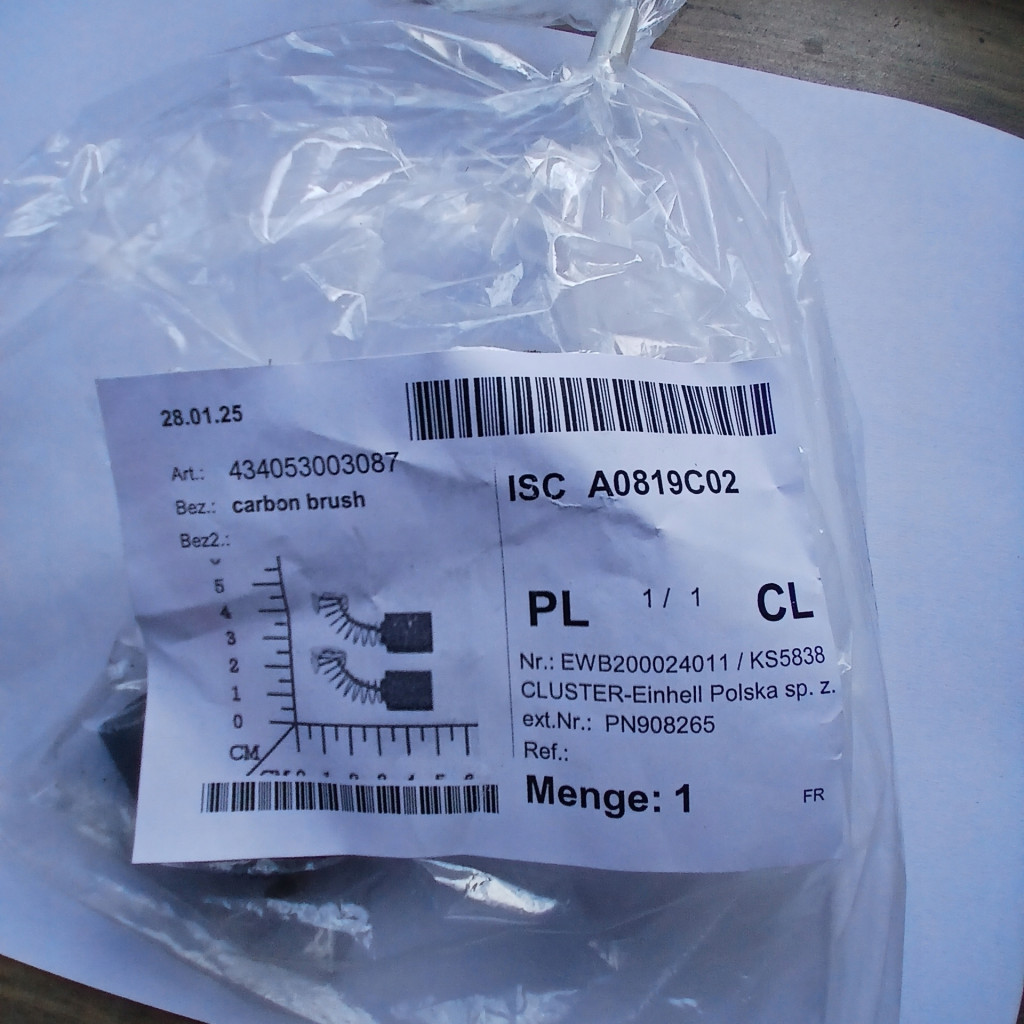 28.01.25
Art.: 434053003087
Bez.: carbon brush
Bez2.:
5
4
3
2
1
0
CM
ISC A0819C02
PL 1 / 1 CL
Nr.: EWB200024011 / KS5838
CLUSTER-Einhell Polska sp. z.
ext.Nr.: PN908265
Ref.:
Menge: 1 FR